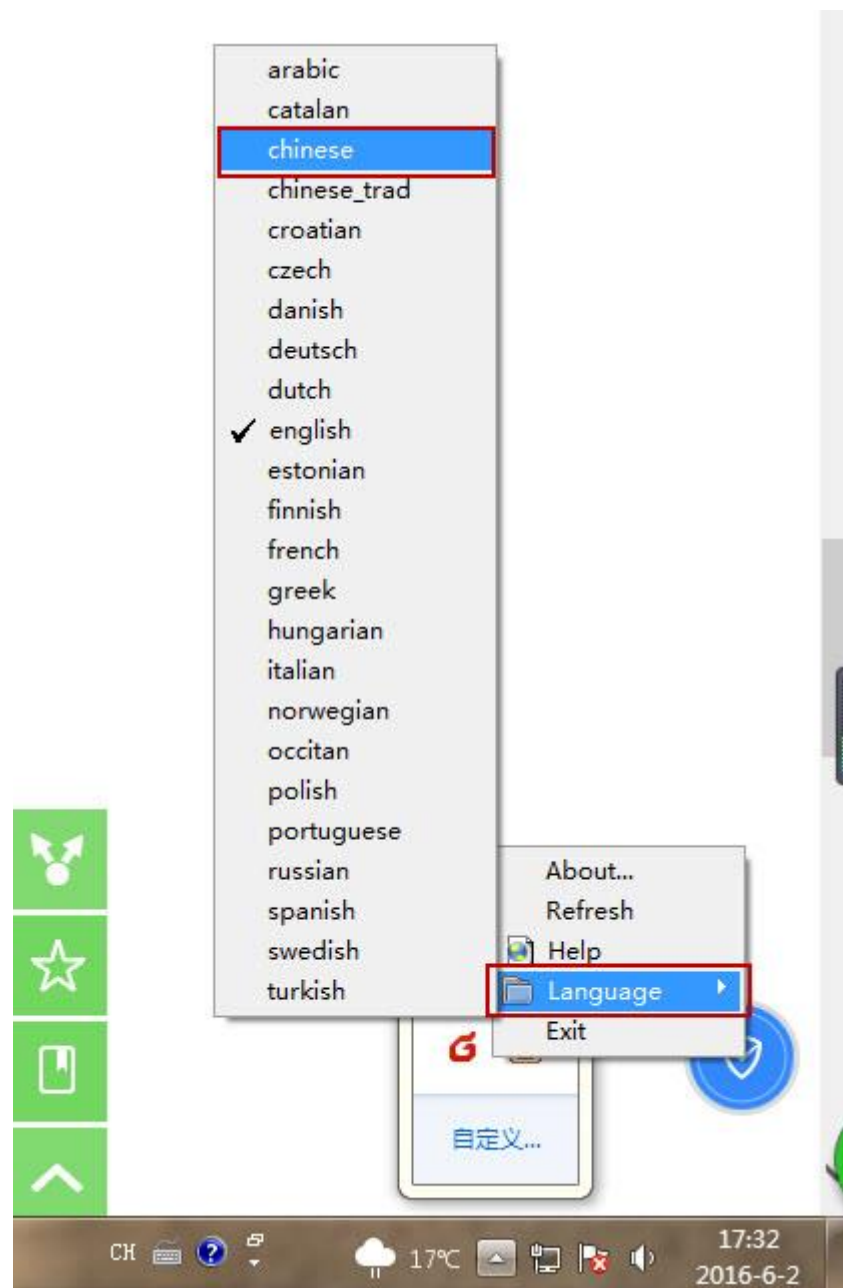 arabic
catalan
chinese
chinese_trad
croatian
czech
danish
deutsch
dutch
english
estonian
finnish
french
greek
hungarian
italian
norwegian
occitan
polish
portuguese
russian
spanish
swedish
turkish
About...
Refresh
Help
Language
Exit
自定义...
CH
17℃
17:32
2016-6-2